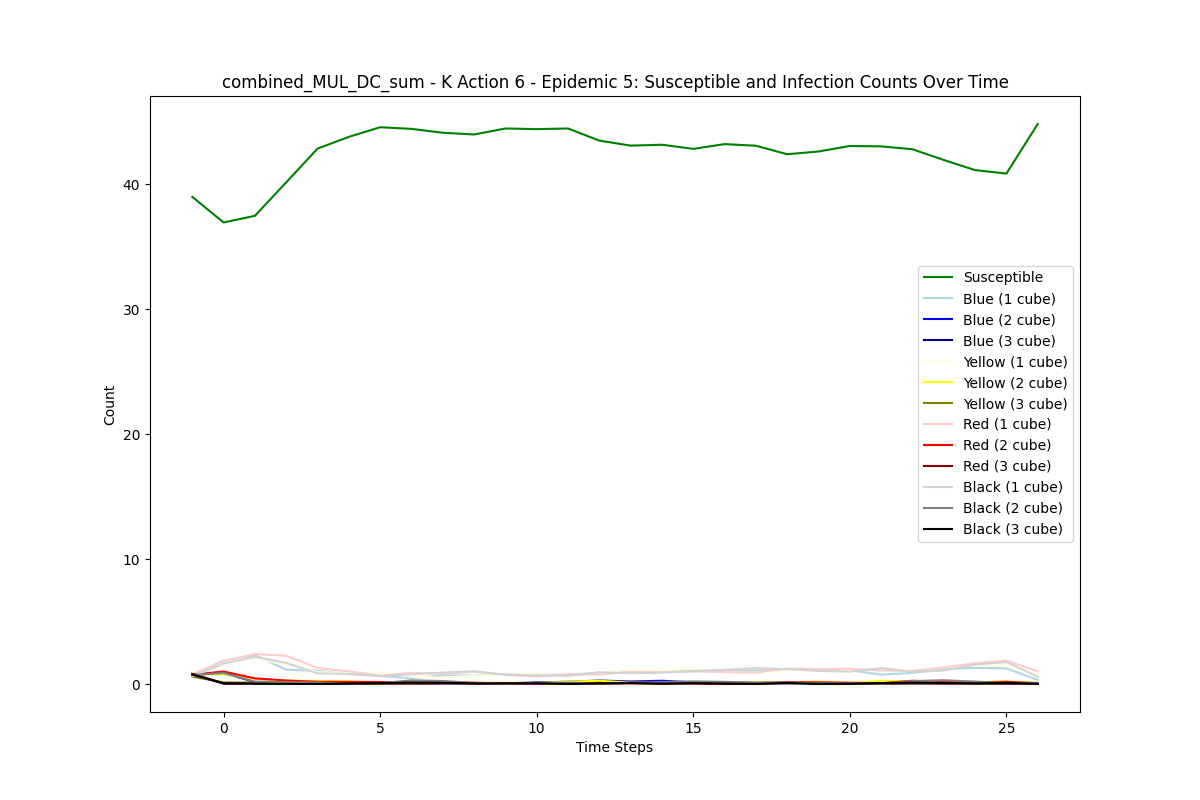 combined_MUL_DC_sum - K Action 6 - Epidemic 5: Susceptible and Infection Counts Over Time
40
30
20
10
0
Count
Susceptible
Blue (1 cube)
Blue (2 cube)
Blue (3 cube)
Yellow (1 cube)
Yellow (2 cube)
Yellow (3 cube)
Red (1 cube)
Red (2 cube)
Red (3 cube)
Black (1 cube)
Black (2 cube)
Black (3 cube)
0 5 10 15 20 25
Time Steps